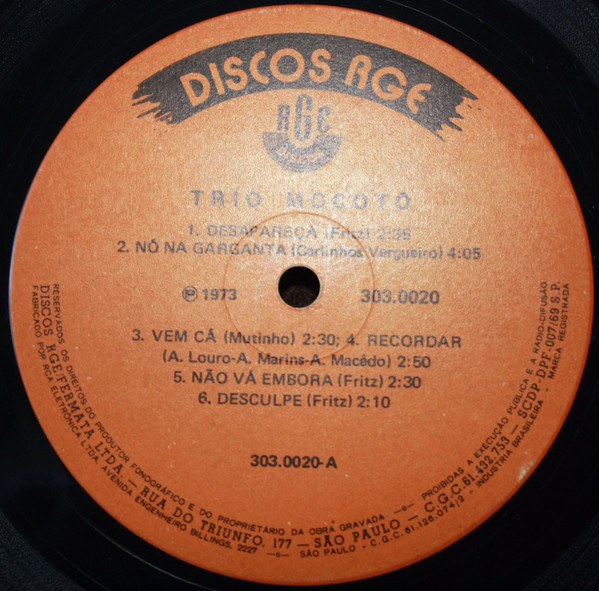 DISCOS RGE
RGE
DISCOS
TRIO MOCOTÓ
1. DESAPAREÇA (Fritz) 2:36
2. NÓ NA GARGANTA (Carlinhos Vergueiro) 4:05
Ⓟ 1973 303.0020
3. VEM CÁ (Mutinho) 2:30; 4. RECORDAR
(A. Louro-A. Marins-A. Macêdo) 2:50
5. NÃO VÁ EMBORA (Fritz) 2:30
6. DESCULPE (Fritz) 2:10
303.0020-A
RESERVADOS OS DIREITOS DO PRODUTOR FONOGRÁFICO E DO PROPRIETÁRIO DA OBRA GRAVADA — PROIBIDAS A EXECUÇÃO PUBLICA E A RADIO-DIFUSÃO
DISCOS RGE/FERMATA LTDA. — RUA DO TRIUNFO, 177 — SÃO PAULO — C.G.C. 61.432.753 — SCDP-DPF-007/69 S.P.
FABRICADO POR RCA ELETRÔNICA LTDA. AVENIDA ENGENHEIRO BILLINGS, 2227 — SÃO PAULO - C.G.C. 61.126.074/2 - INDUSTRIA BRASILEIRA - MARCA REGISTRADA